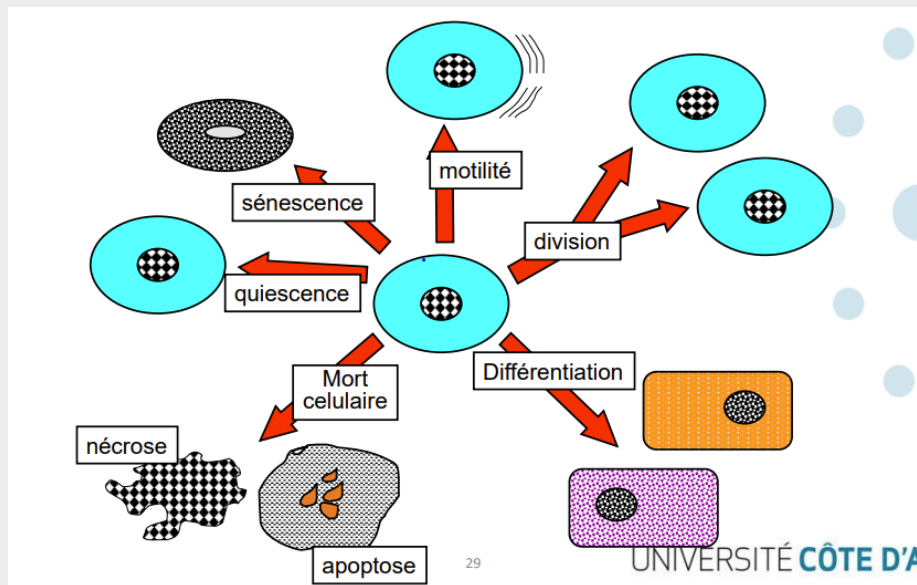 motilité
sénescence
division
quiescence
Différentiation
Mort
celulaire
nécrose
apoptose
29
UNIVERSITÉ CÔTE D'A